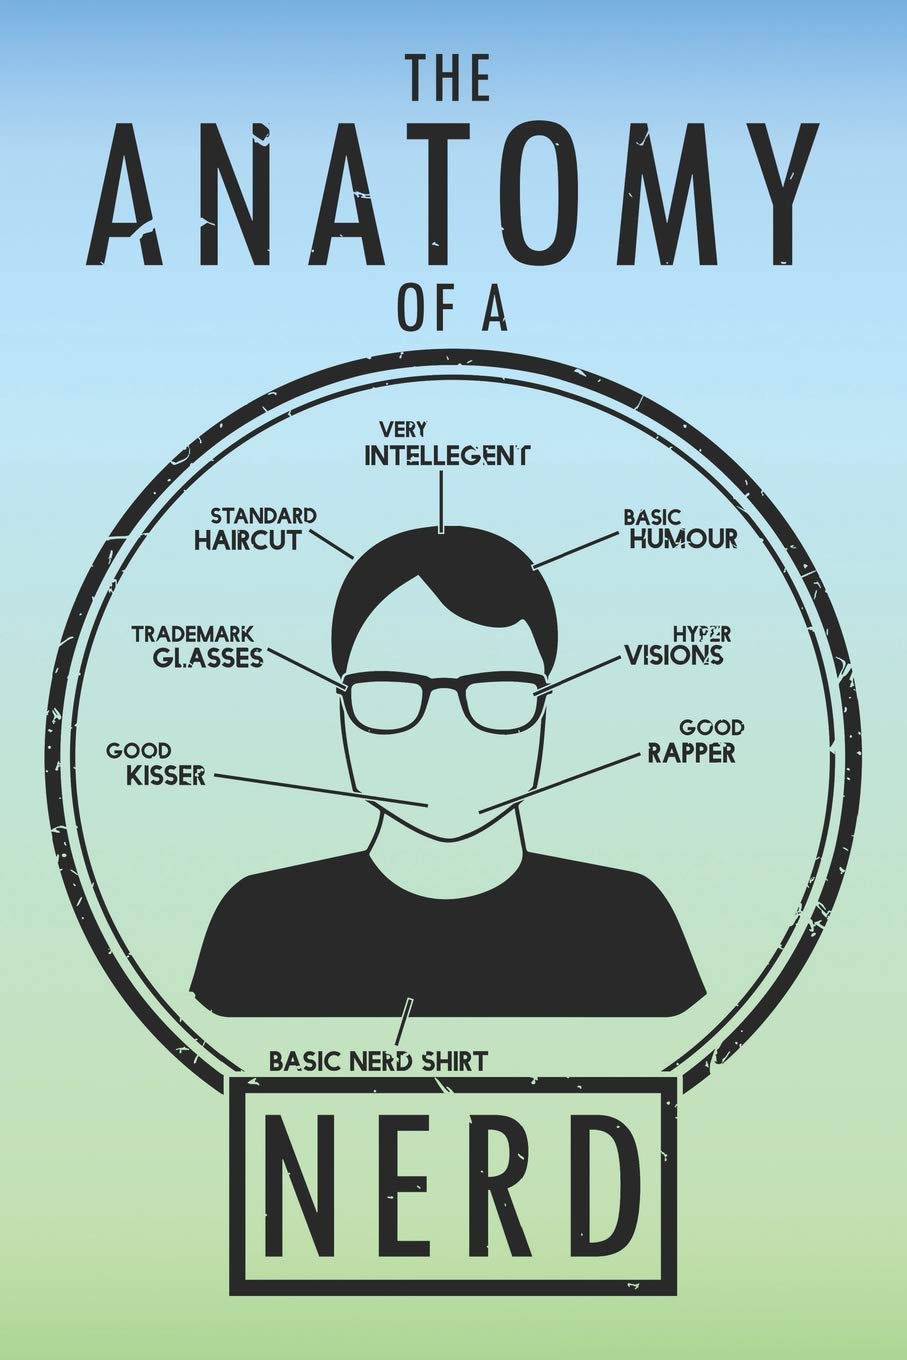 THE
ANATOMY
OF A
VERY
INTELLEGENT
STANDARD
HAIRCUT
BASIC
HUMOUR
TRADEMARK
GLASSES
HYPER
VISIONS
GOOD
KISSER
GOOD
RAPPER
BASIC NERD SHIRT
NERD